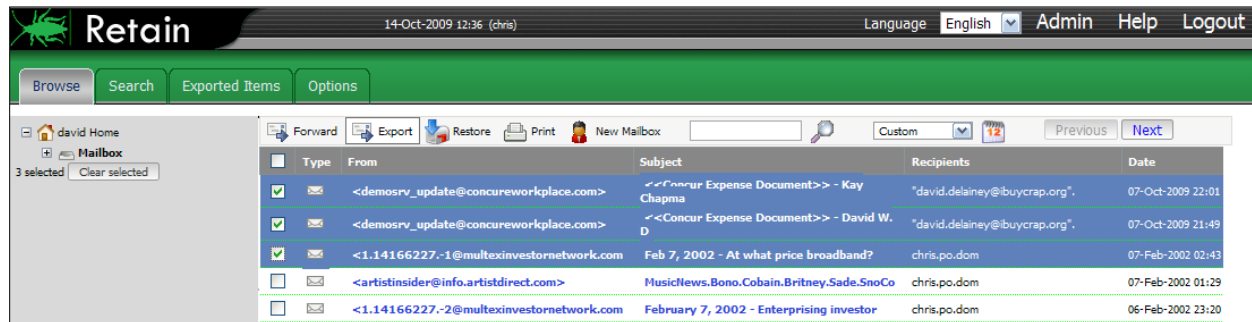 Retain 14-Oct-2009 12:36 (chris) Language English Admin Help Logout
Browse Search Exported Items Options
david Home
Mailbox
3 selected Clear selected
Forward Export Restore Print New Mailbox Custom 12 Previous Next
Type From Subject Recipients Date
<demosrv_update@concureworkplace.com> <<Concur Expense Document>> - Kay Chapma "david.delainey@ibuycrap.org". 07-Oct-2009 22:01
<demosrv_update@concureworkplace.com> <<Concur Expense Document>> - David W. D "david.delainey@ibuycrap.org". 07-Oct-2009 21:49
<1.14166227.-1@multexinvestornetwork.com Feb 7, 2002 - At what price broadband? chris.po.dom 07-Feb-2002 02:43
<artistinsider@info.artistdirect.com> MusicNews.Bono.Cobain.Britney.Sade.SnoCo chris.po.dom 07-Feb-2002 01:29
<1.14166227.-2@multexinvestornetwork.com February 7, 2002 - Enterprising investor chris.po.dom 06-Feb-2002 23:20